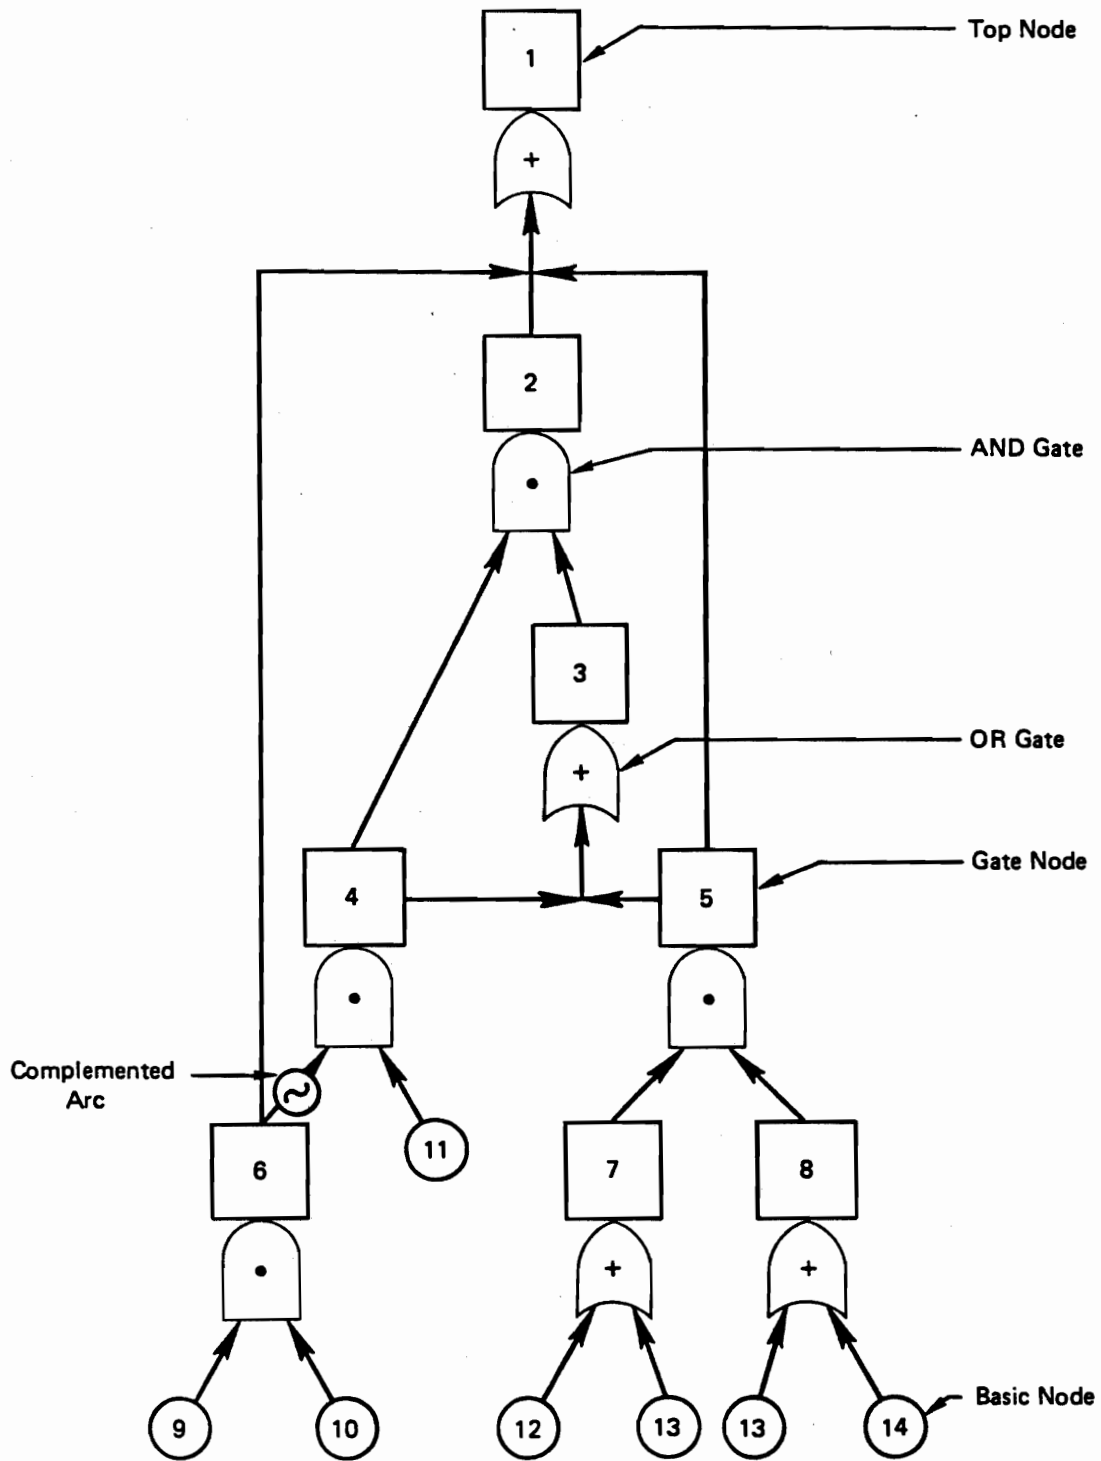 1
Top Node
+
2
AND Gate
3
OR Gate
+
4
5
Gate Node
Complemented
Arc
~
11
6
7
8
+
+
9
10
12
13
13
14
Basic Node